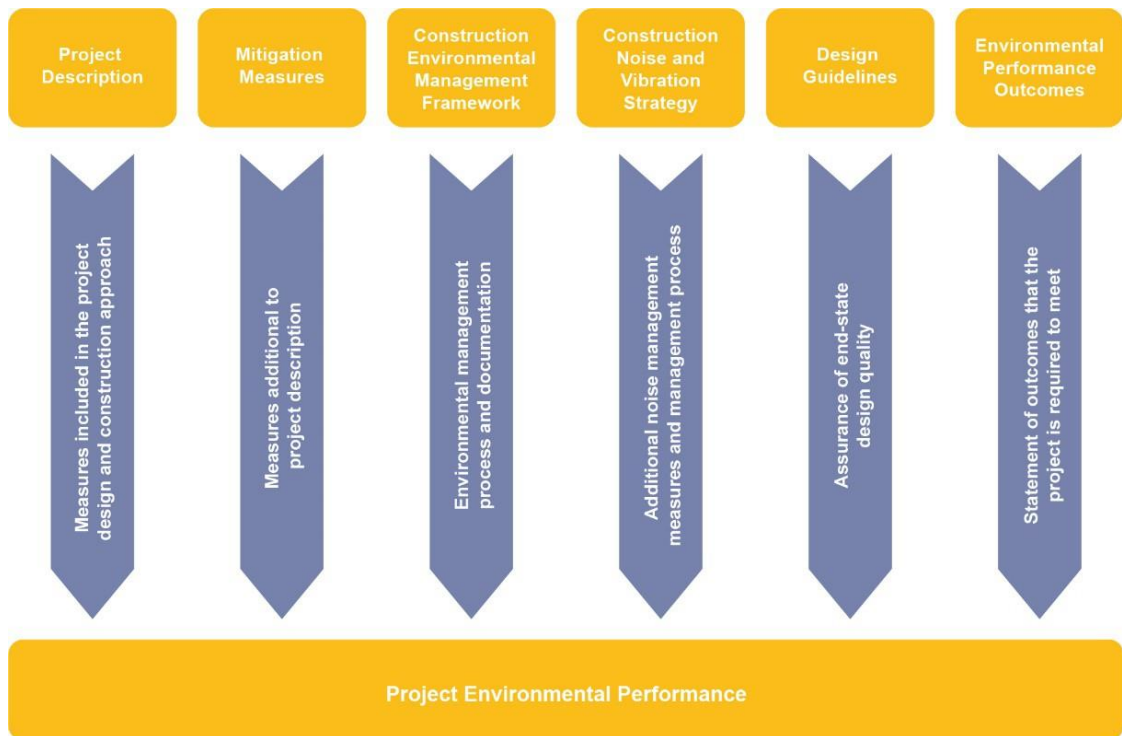 Project
Description
Mitigation
Measures
Construction
Environmental
Management
Framework
Construction
Noise and
Vibration
Strategy
Design
Guidelines
Environmental
Performance
Outcomes
Measures included in the project
design and construction approach
Measures additional to
project description
Environmental management
process and documentation
Additional noise management
measures and management process
Assurance of end-state
design quality
Statement of outcomes that the
project is required to meet
Project Environmental Performance